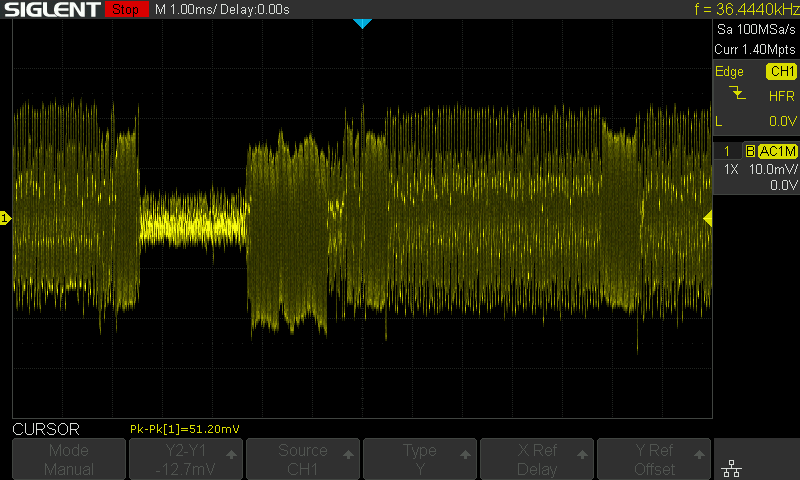 SIGLENT Stop M 1.00ms/ Delay:0.00s f = 36.4440kHz
Sa 100MSa/s
Curr 1.40Mpts
Edge CH1
HFR
L 0.0V
1 B AC1M
1X 10.0mV/
0.0V
1
CURSOR Pk-Pk[1]=51.20mV
Mode Y2-Y1 Source Type X Ref Y Ref
Manual -12.7mV CH1 Y Delay Offset